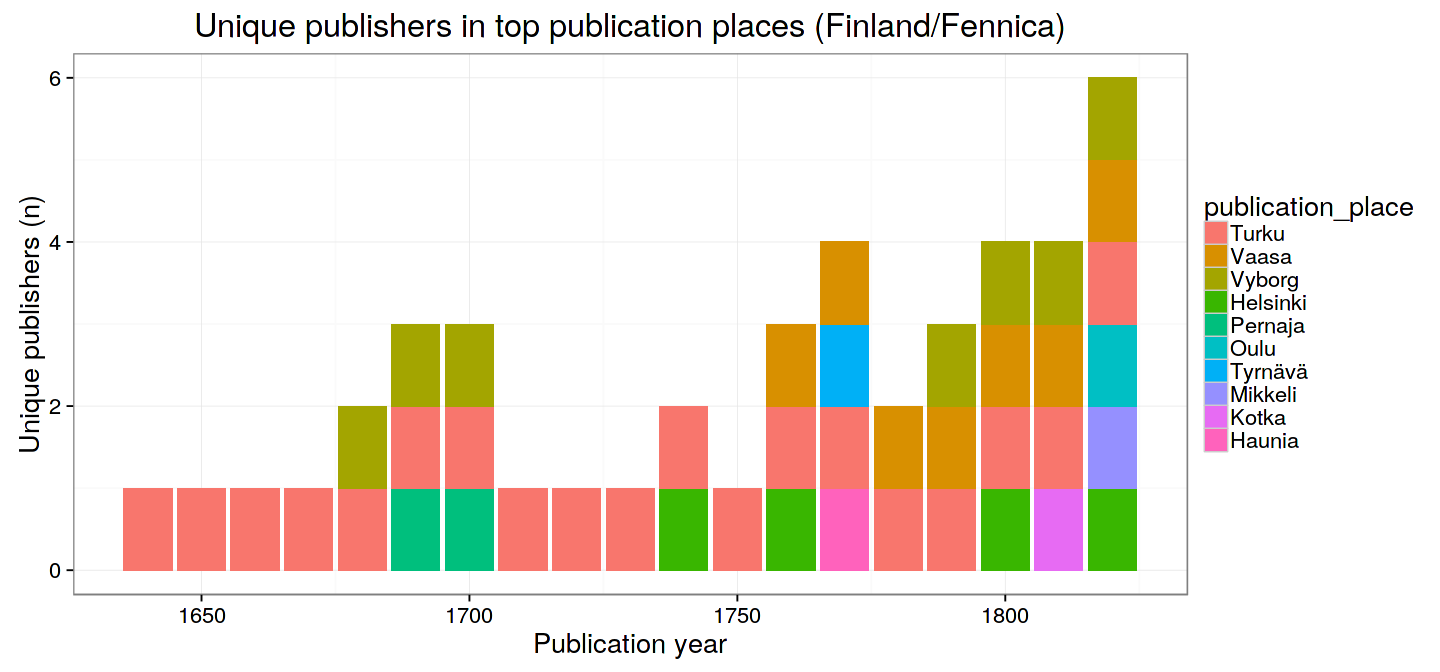 Unique publishers in top publication places (Finland/Fennica)
Unique publishers (n)
6
4
2
0
1650
1700
1750
1800
Publication year
publication_place
Turku
Vaasa
Vyborg
Helsinki
Pernaja
Oulu
Tyrnävä
Mikkeli
Kotka
Haunia